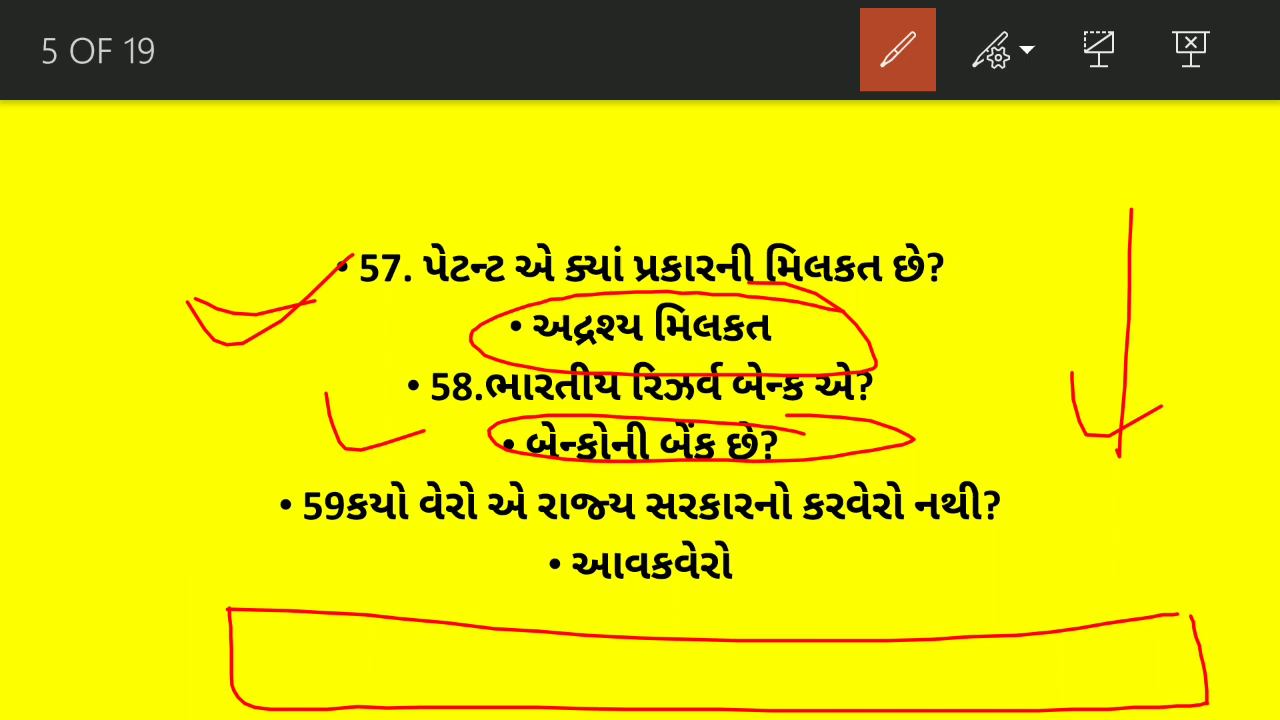 5 OF 19
• 57. પેટન્ટ એ ક્યાં પ્રકારની મિલકત છે?
• અદ્રશ્ય મિલકત
• 58.ભારતીય રિઝર્વ બેન્ક એ?
• બેન્કોની બેંક છે?
• 59કયો વેરો એ રાજ્ય સરકારનો કરવેરો નથી?
• આવકવેરો